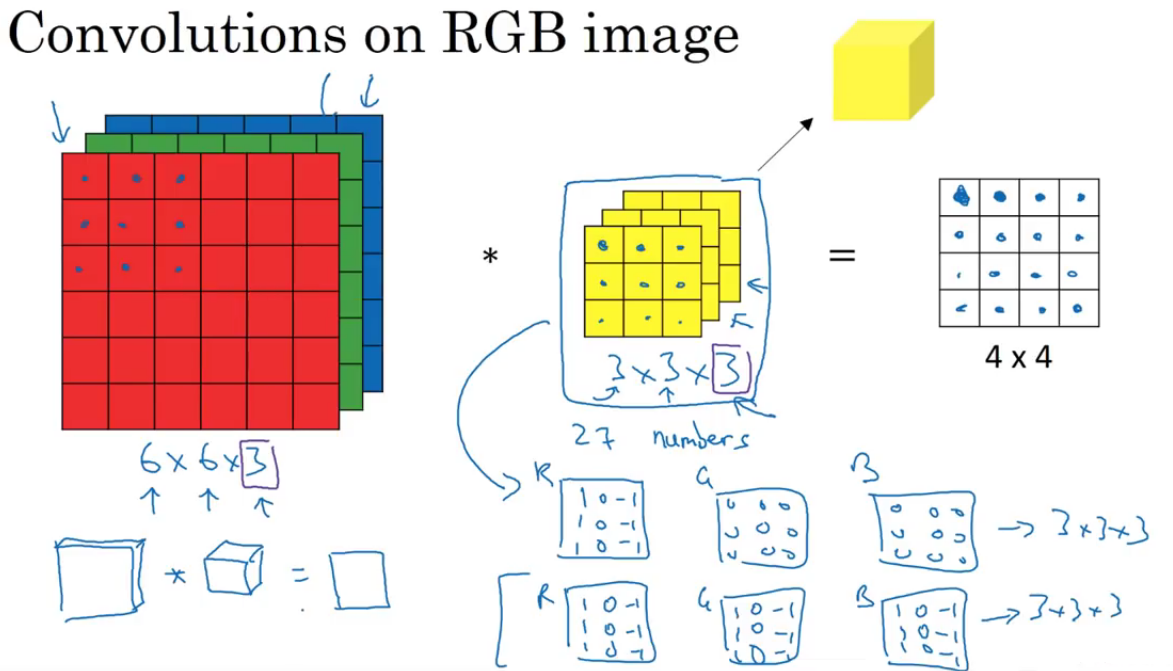 Convolutions on RGB image
*
=
3 x 3 x 3
4 x 4
27 numbers
6 x 6 x 3
R
G
B
1 0 -1
1 0 -1
1 0 -1
0 0 0
0 0 0
0 0 0
0 0 0
0 0 0
0 0 0
→ 3 x 3 x 3
* =
R
G
B
1 0 -1
1 0 -1
1 0 -1
1 0 -1
1 0 -1
1 0 -1
1 0 -1
1 0 -1
1 0 -1
→ 3 x 3 x 3